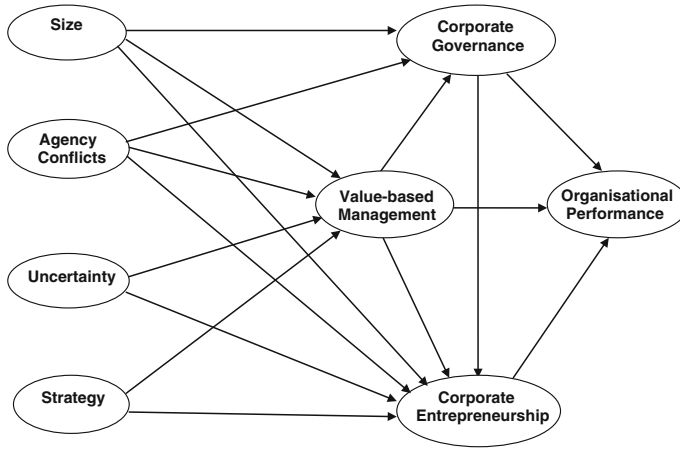 Size
Corporate
Governance
Agency
Conflicts
Value-based
Management
Organisational
Performance
Uncertainty
Strategy
Corporate
Entrepreneurship